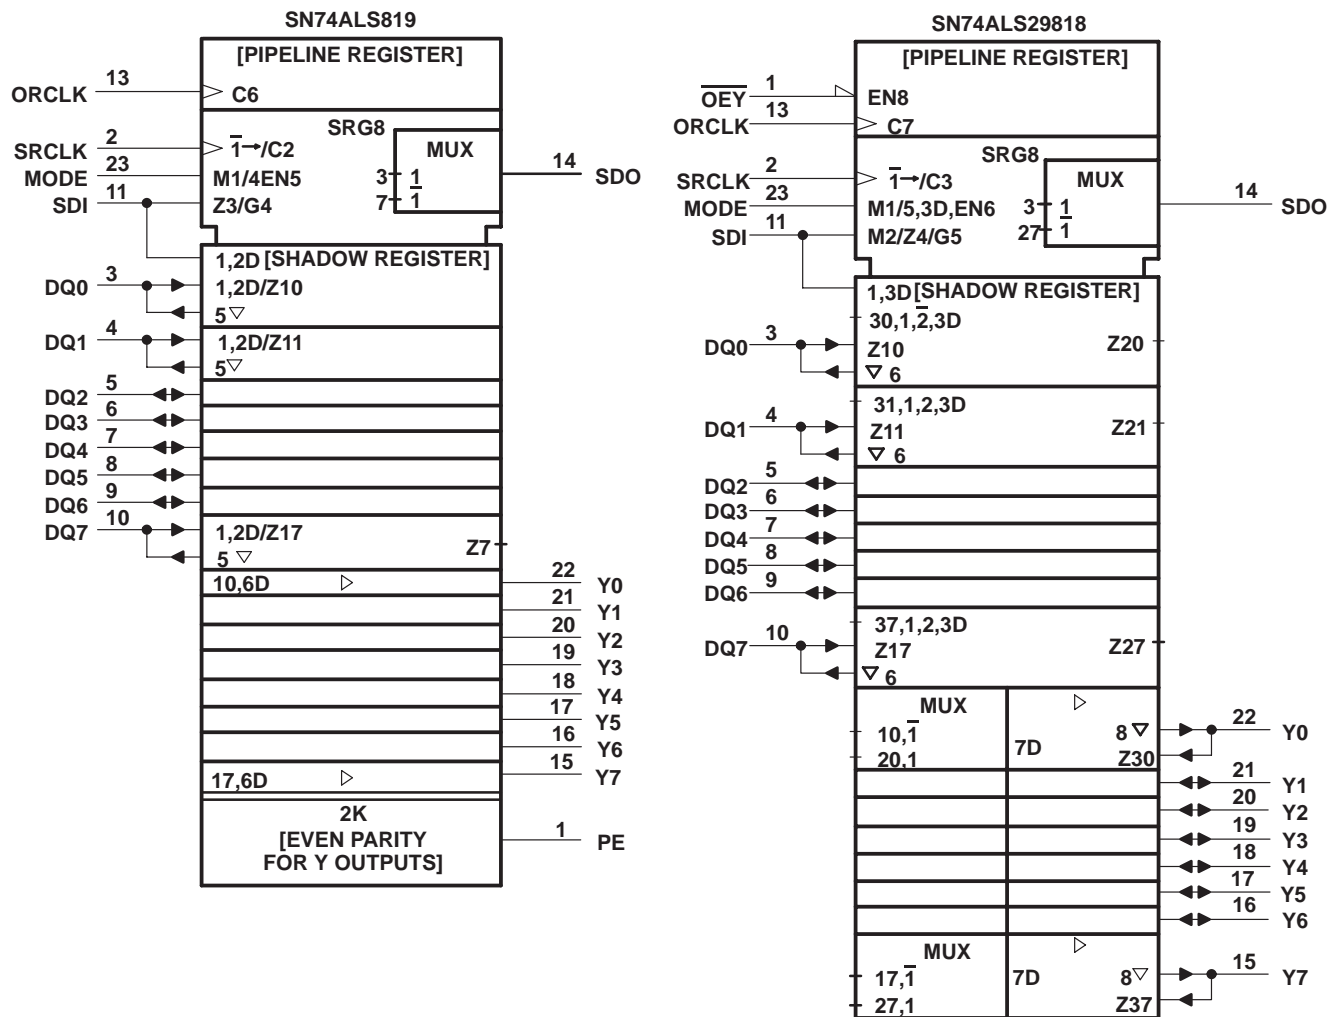 SN74ALS819
[PIPELINE REGISTER]
ORCLK 13 C6
SRG8
SRCLK 2 1̅→/C2 MUX
MODE 23 M1/4EN5 3 1 14 SDO
SDI 11 Z3/G4 7 1̅
1,2D [SHADOW REGISTER]
DQ0 3 1,2D/Z10
5 ▽
DQ1 4 1,2D/Z11
5 ▽
DQ2 5
DQ3 6
DQ4 7
DQ5 8
DQ6 9
DQ7 10 1,2D/Z17 Z7
5 ▽
10,6D ▷ 22 Y0
21 Y1
20 Y2
19 Y3
18 Y4
17 Y5
16 Y6
17,6D ▷ 15 Y7
2K
[EVEN PARITY 1 PE
FOR Y OUTPUTS]
SN74ALS29818
[PIPELINE REGISTER]
O̅E̅Y̅ 1 EN8
ORCLK 13 C7
SRG8
SRCLK 2 1̅→/C3 MUX
MODE 23 M1/5,3D,EN6 3 1 14 SDO
SDI 11 M2/Z4/G5 27 1̅
1,3D [SHADOW REGISTER]
30,1,2̅,3D
DQ0 3 Z10 Z20
▽ 6
31,1,2,3D
DQ1 4 Z11 Z21
▽ 6
DQ2 5
DQ3 6
DQ4 7
DQ5 8
DQ6 9
37,1,2,3D
DQ7 10 Z17 Z27
▽ 6
MUX ▷
10,1̅ 7D 8 ▽ 22 Y0
20,1 Z30
21 Y1
20 Y2
19 Y3
18 Y4
17 Y5
16 Y6
MUX ▷
17,1̅ 7D 8 ▽ 15 Y7
27,1 Z37